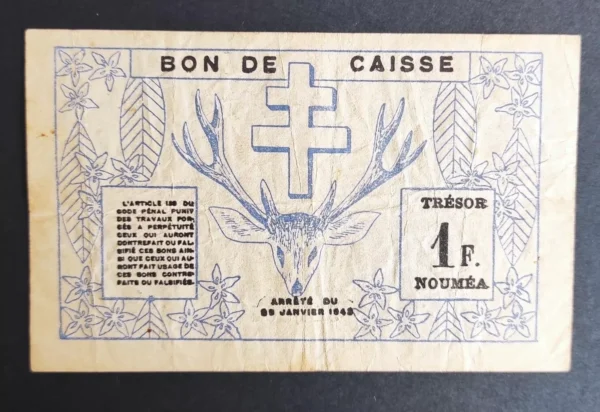 BON DE CAISSE
L'ARTICLE 139 DU
CODE PÉNAL PUNIT
DES TRAVAUX FOR-
CÉS A PERPÉTUITÉ
CEUX QUI AURONT
CONTREFAIT OU FAL-
SIFIÉ CES BONS AIN-
SI QUE CEUX QUI AU-
RONT FAIT USAGE DE
CES BONS CONTRE-
FAITS OU FALSIFIÉS.
TRÉSOR
1 F.
NOUMÉA
ARRÊTÉ DU
JANVIER 1943